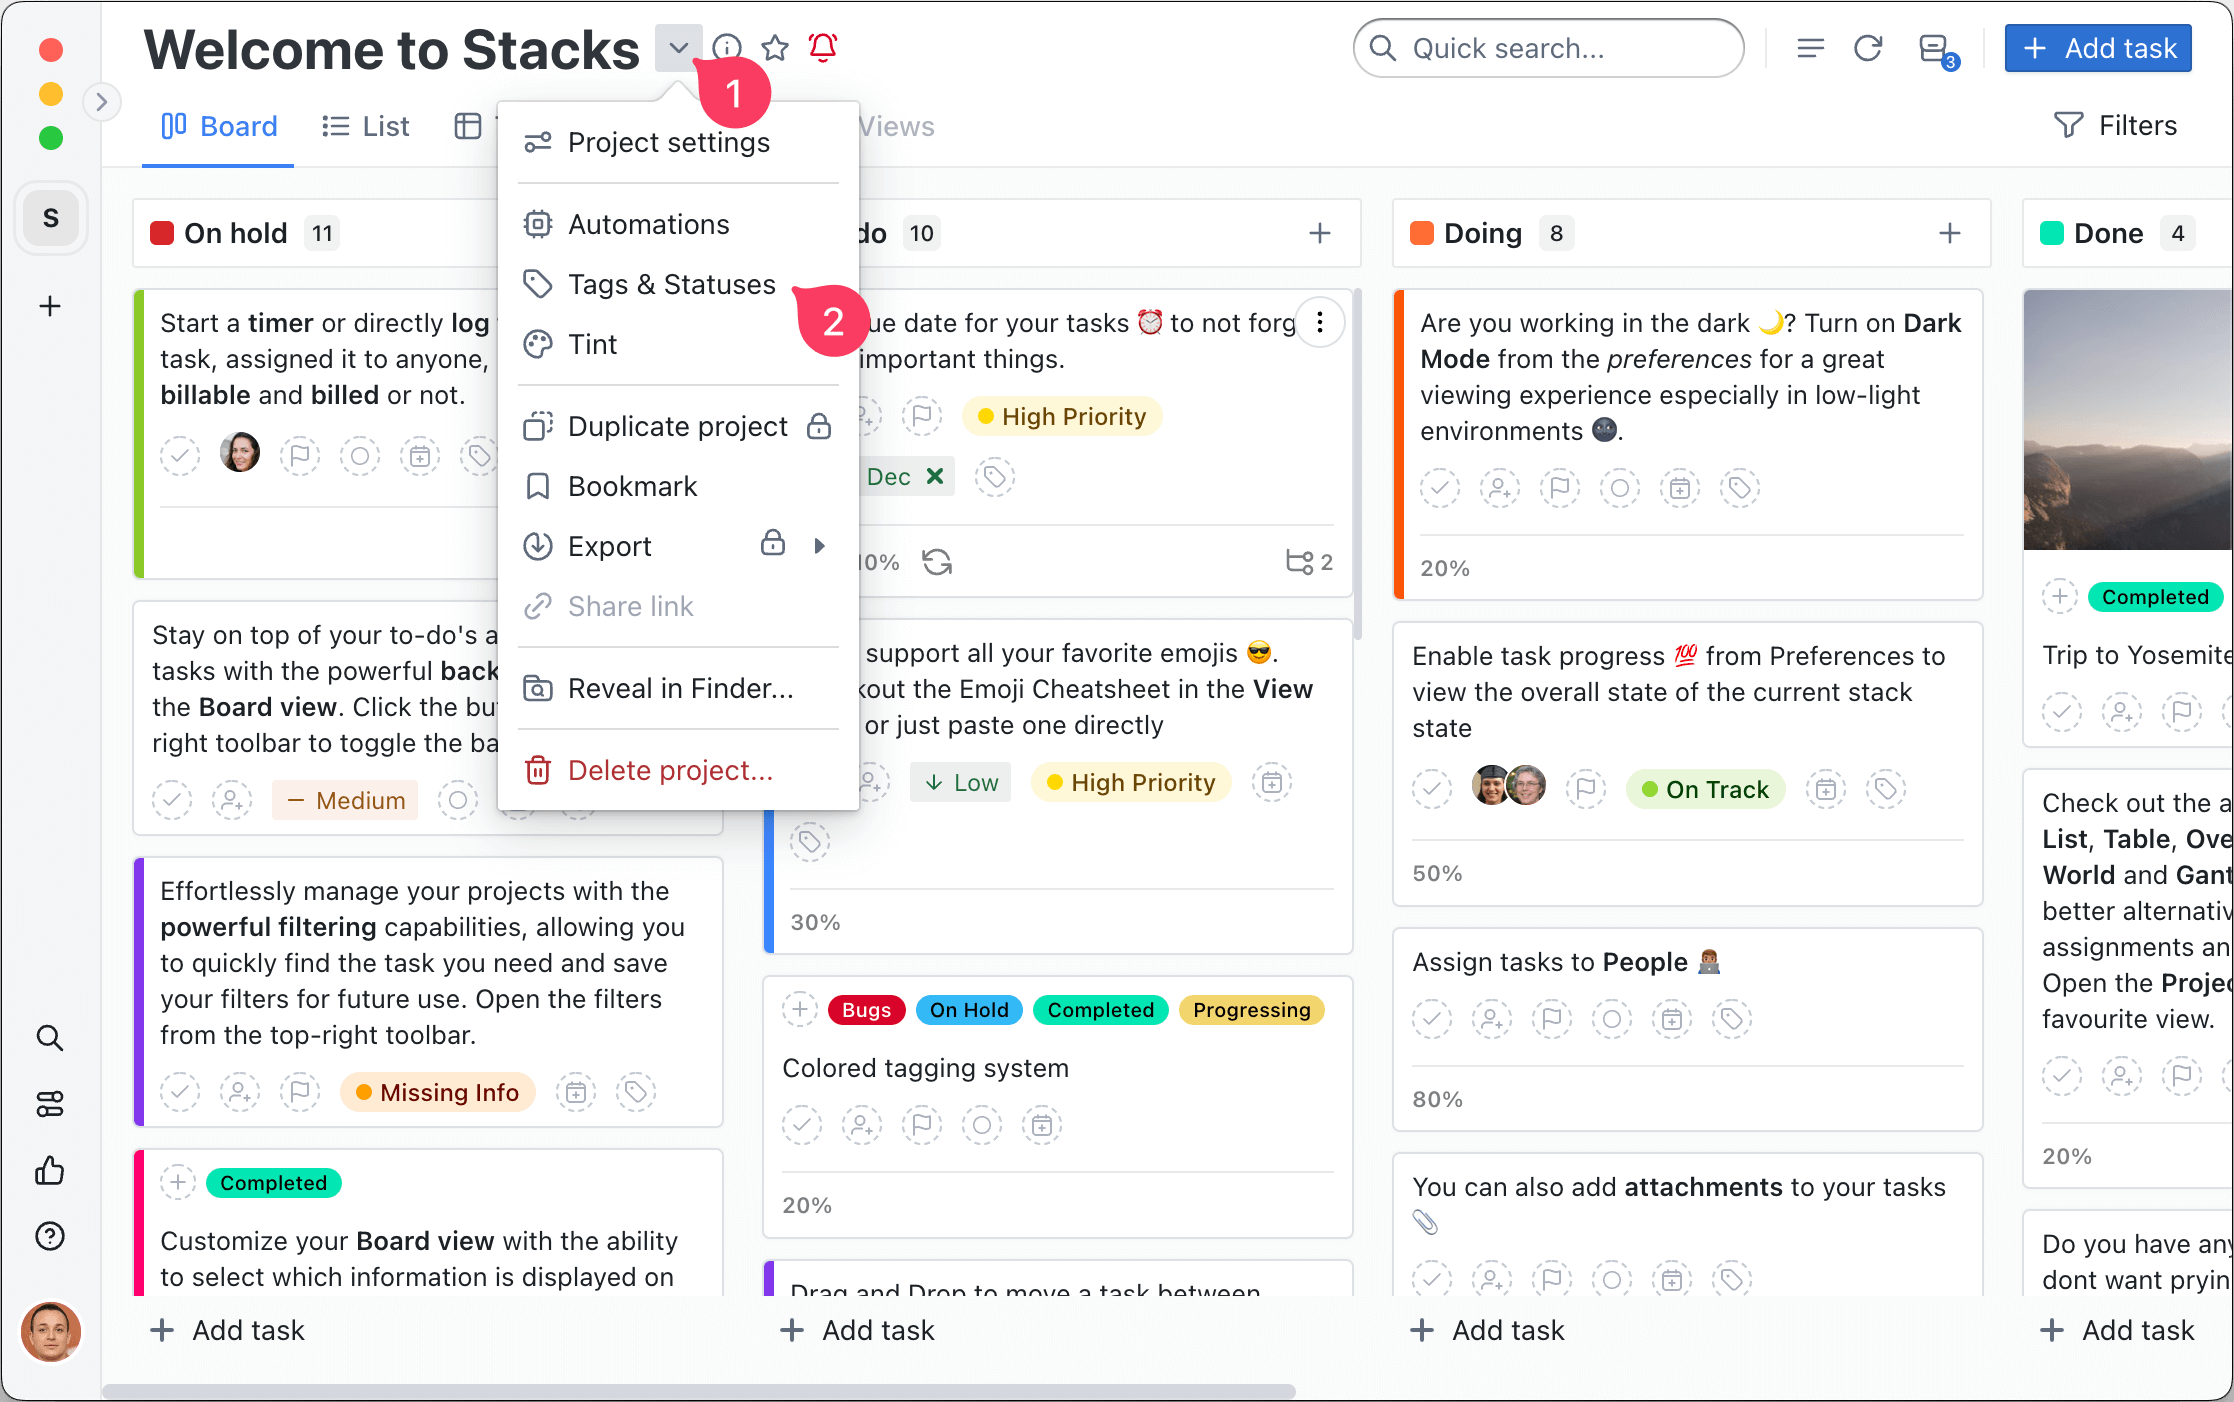 Welcome to Stacks
1
Quick search...
3
+ Add task
Board
List
Views
Filters
S
Project settings
Automations
Tags & Statuses
2
Tint
Duplicate project
Bookmark
Export
Share link
Reveal in Finder...
Delete project...
On hold 11
Start a timer or directly log
task, assigned it to anyone,
billable and billed or not.
Stay on top of your to-do's a
tasks with the powerful back
the Board view. Click the bu
right toolbar to toggle the ba
Medium
Effortlessly manage your projects with the
powerful filtering capabilities, allowing you
to quickly find the task you need and save
your filters for future use. Open the filters
from the top-right toolbar.
Missing Info
Completed
Customize your Board view with the ability
to select which information is displayed on
+ Add task
do 10
ue date for your tasks ⏰ to not forg
important things.
High Priority
Dec
0%
2
support all your favorite emojis 😎.
kout the Emoji Cheatsheet in the View
or just paste one directly
Low
High Priority
30%
Bugs
On Hold
Completed
Progressing
Colored tagging system
20%
Drag and Drop to move a task between
+ Add task
Doing 8
Are you working in the dark 🌙? Turn on Dark
Mode from the preferences for a great
viewing experience especially in low-light
environments 🌚.
20%
Enable task progress 💯 from Preferences to
view the overall state of the current stack
state
On Track
50%
Assign tasks to People 👨🏽‍💻
80%
You can also add attachments to your tasks
📎
+ Add task
Done 4
Completed
Trip to Yosemite
Check out the a
List, Table, Ove
World and Gant
better alternativ
assignments an
Open the Projec
favourite view.
20%
Do you have any
dont want pryin
+ Add task